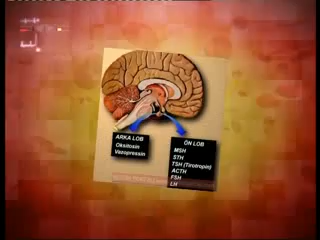 ARKA LOB
Oksitosin
Vazopressin
ÖN LOB
MSH
STH
TSH (Tirotropin)
ACTH
FSH
LH